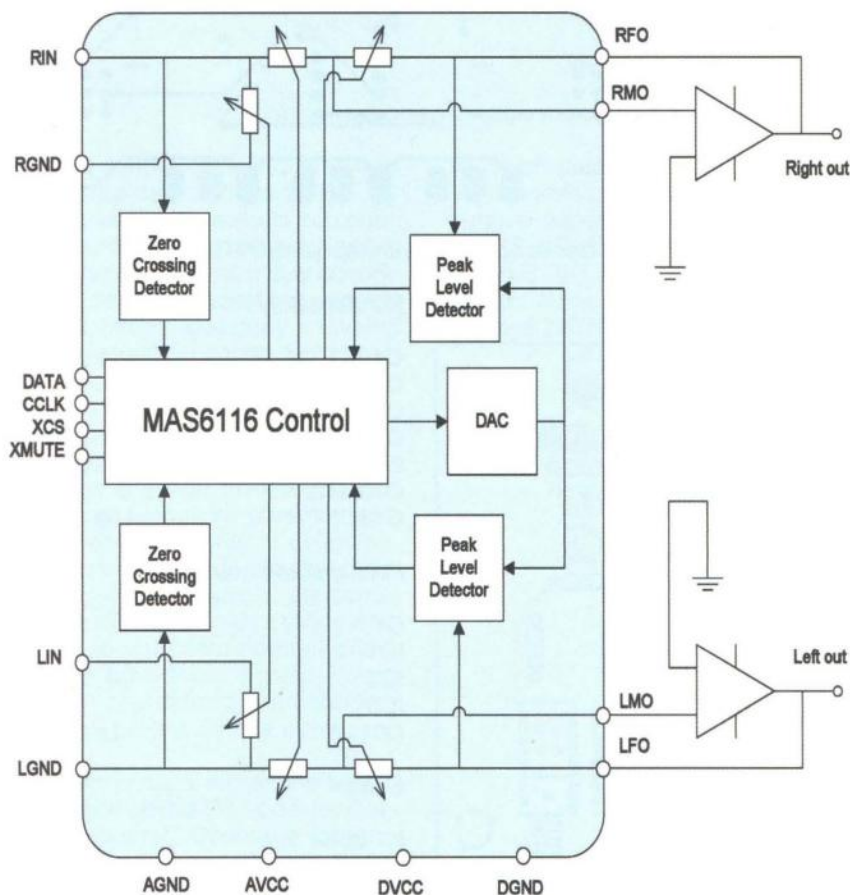 RIN
RFO
RMO
RGND
Right out
Zero
Crossing
Detector
Peak
Level
Detector
DATA
CCLK
XCS
XMUTE
MAS6116 Control
DAC
Zero
Crossing
Detector
Peak
Level
Detector
LIN
Left out
LMO
LFO
LGND
AGND
AVCC
DVCC
DGND